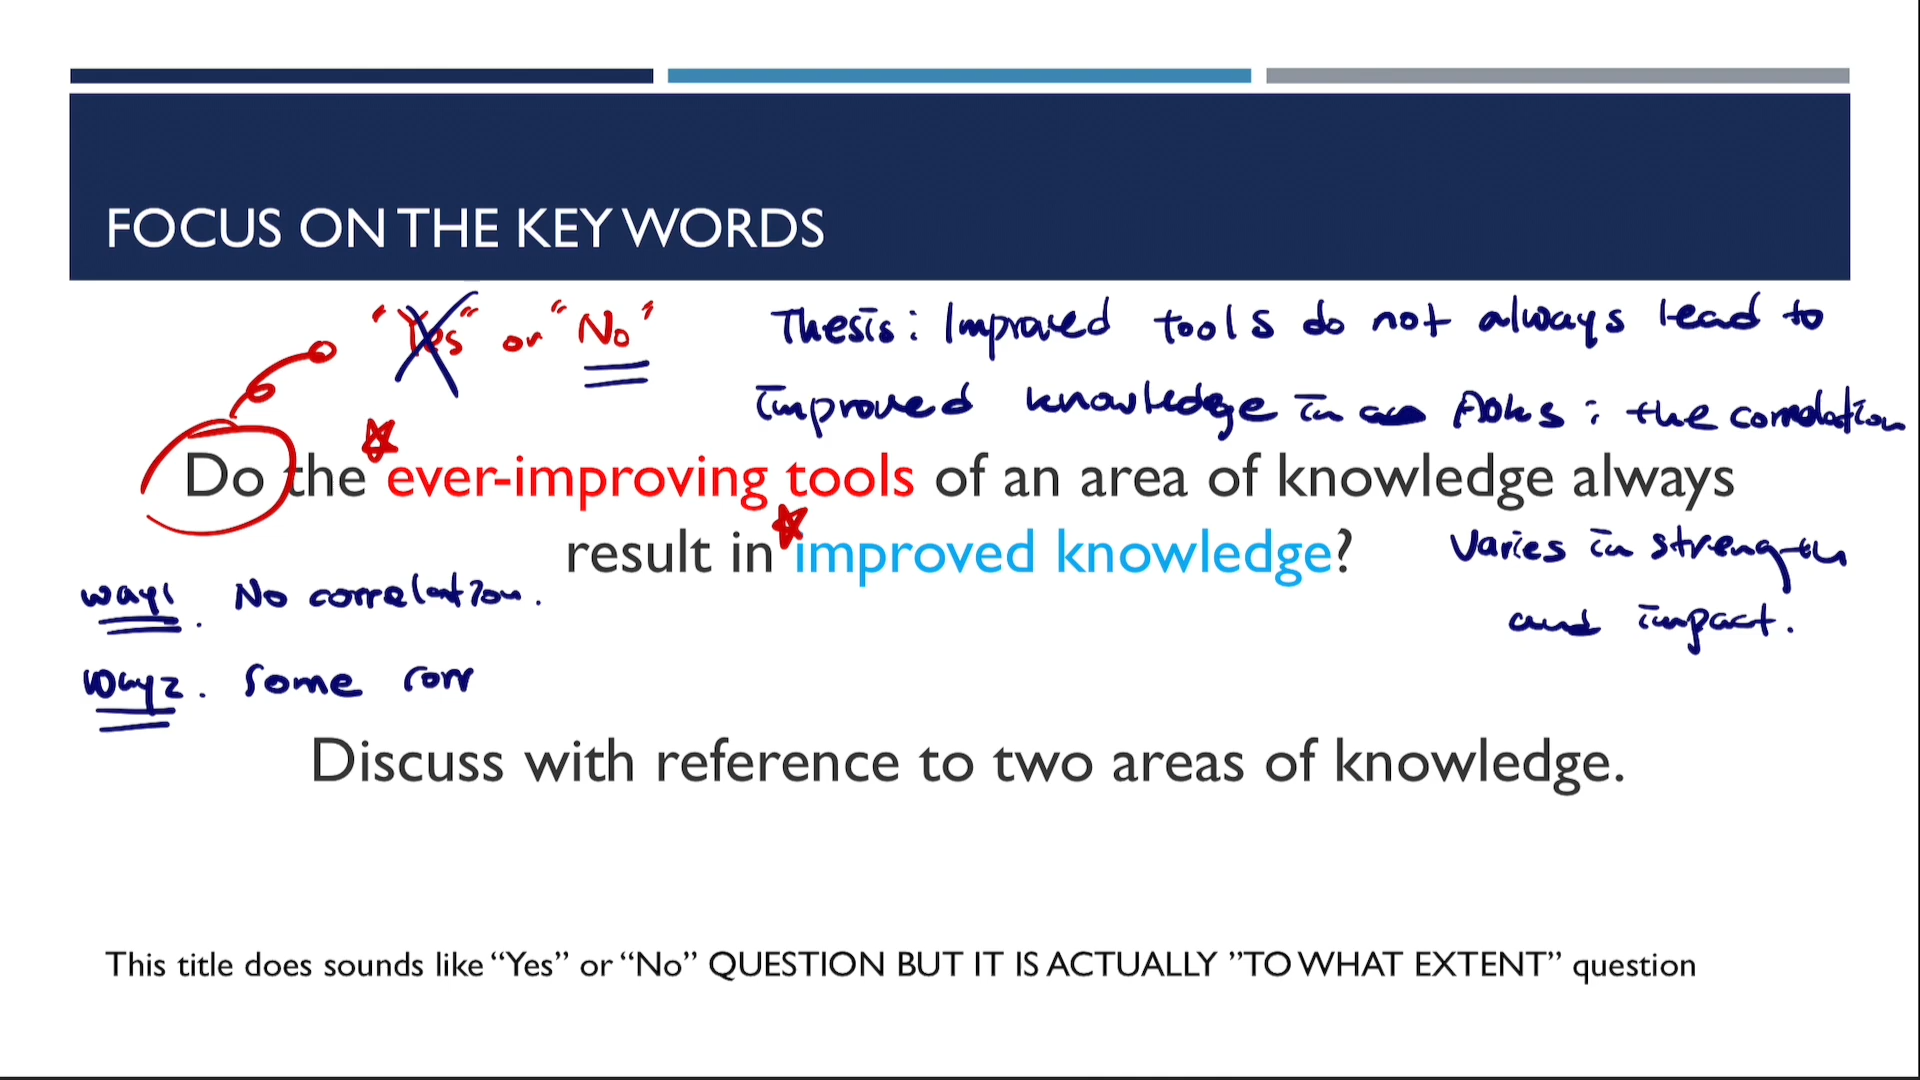 FOCUS ON THE KEY WORDS
"Yes" or "No"
Thesis: Improved tools do not always lead to
improved knowledge in AOKs : the correlation
Do the ever-improving tools of an area of knowledge always
result in improved knowledge?
varies in strength
and impact.
way1. No correlation.
way2. Some corr
Discuss with reference to two areas of knowledge.
This title does sounds like “Yes” or “No” QUESTION BUT IT IS ACTUALLY ”TO WHAT EXTENT” question